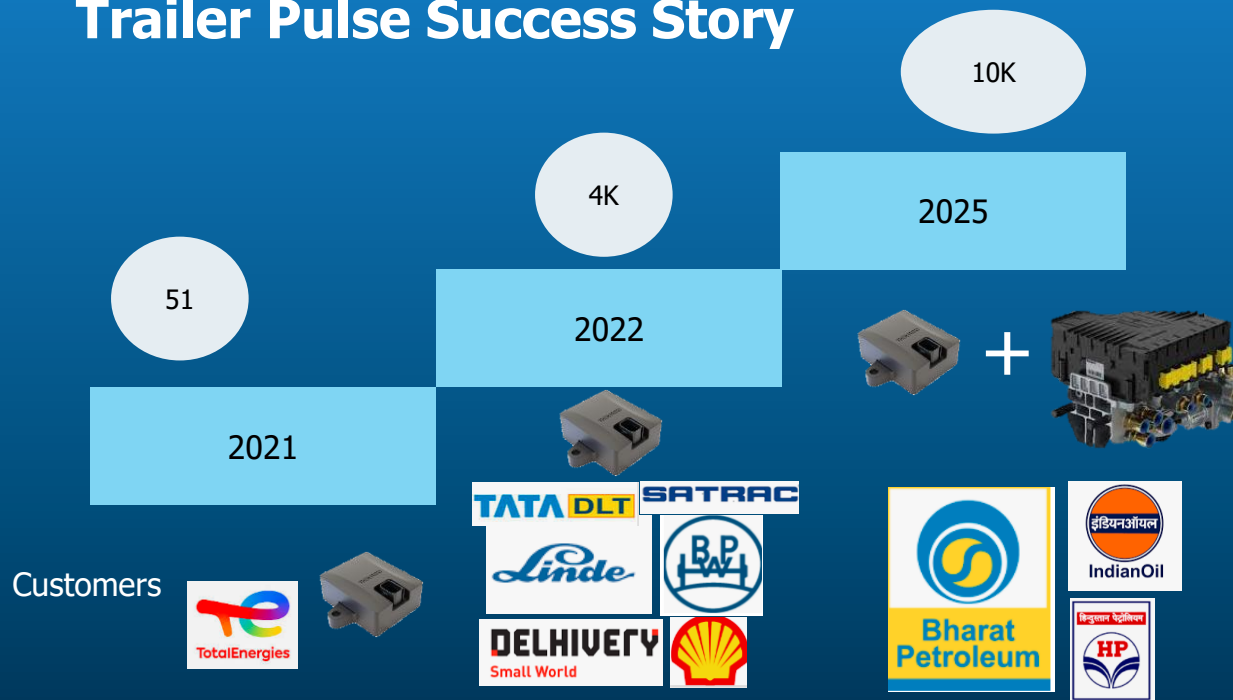 Trailer Pulse Success Story
10K
4K
2025
51
2022
2021
TATA DLT
SATRAC
Linde
BPW
DELHIVERY
Small World
Customers
TotalEnergies
Bharat
Petroleum
इंडियनऑयल
IndianOil
हिन्दुस्तान पेट्रोलियम
HP